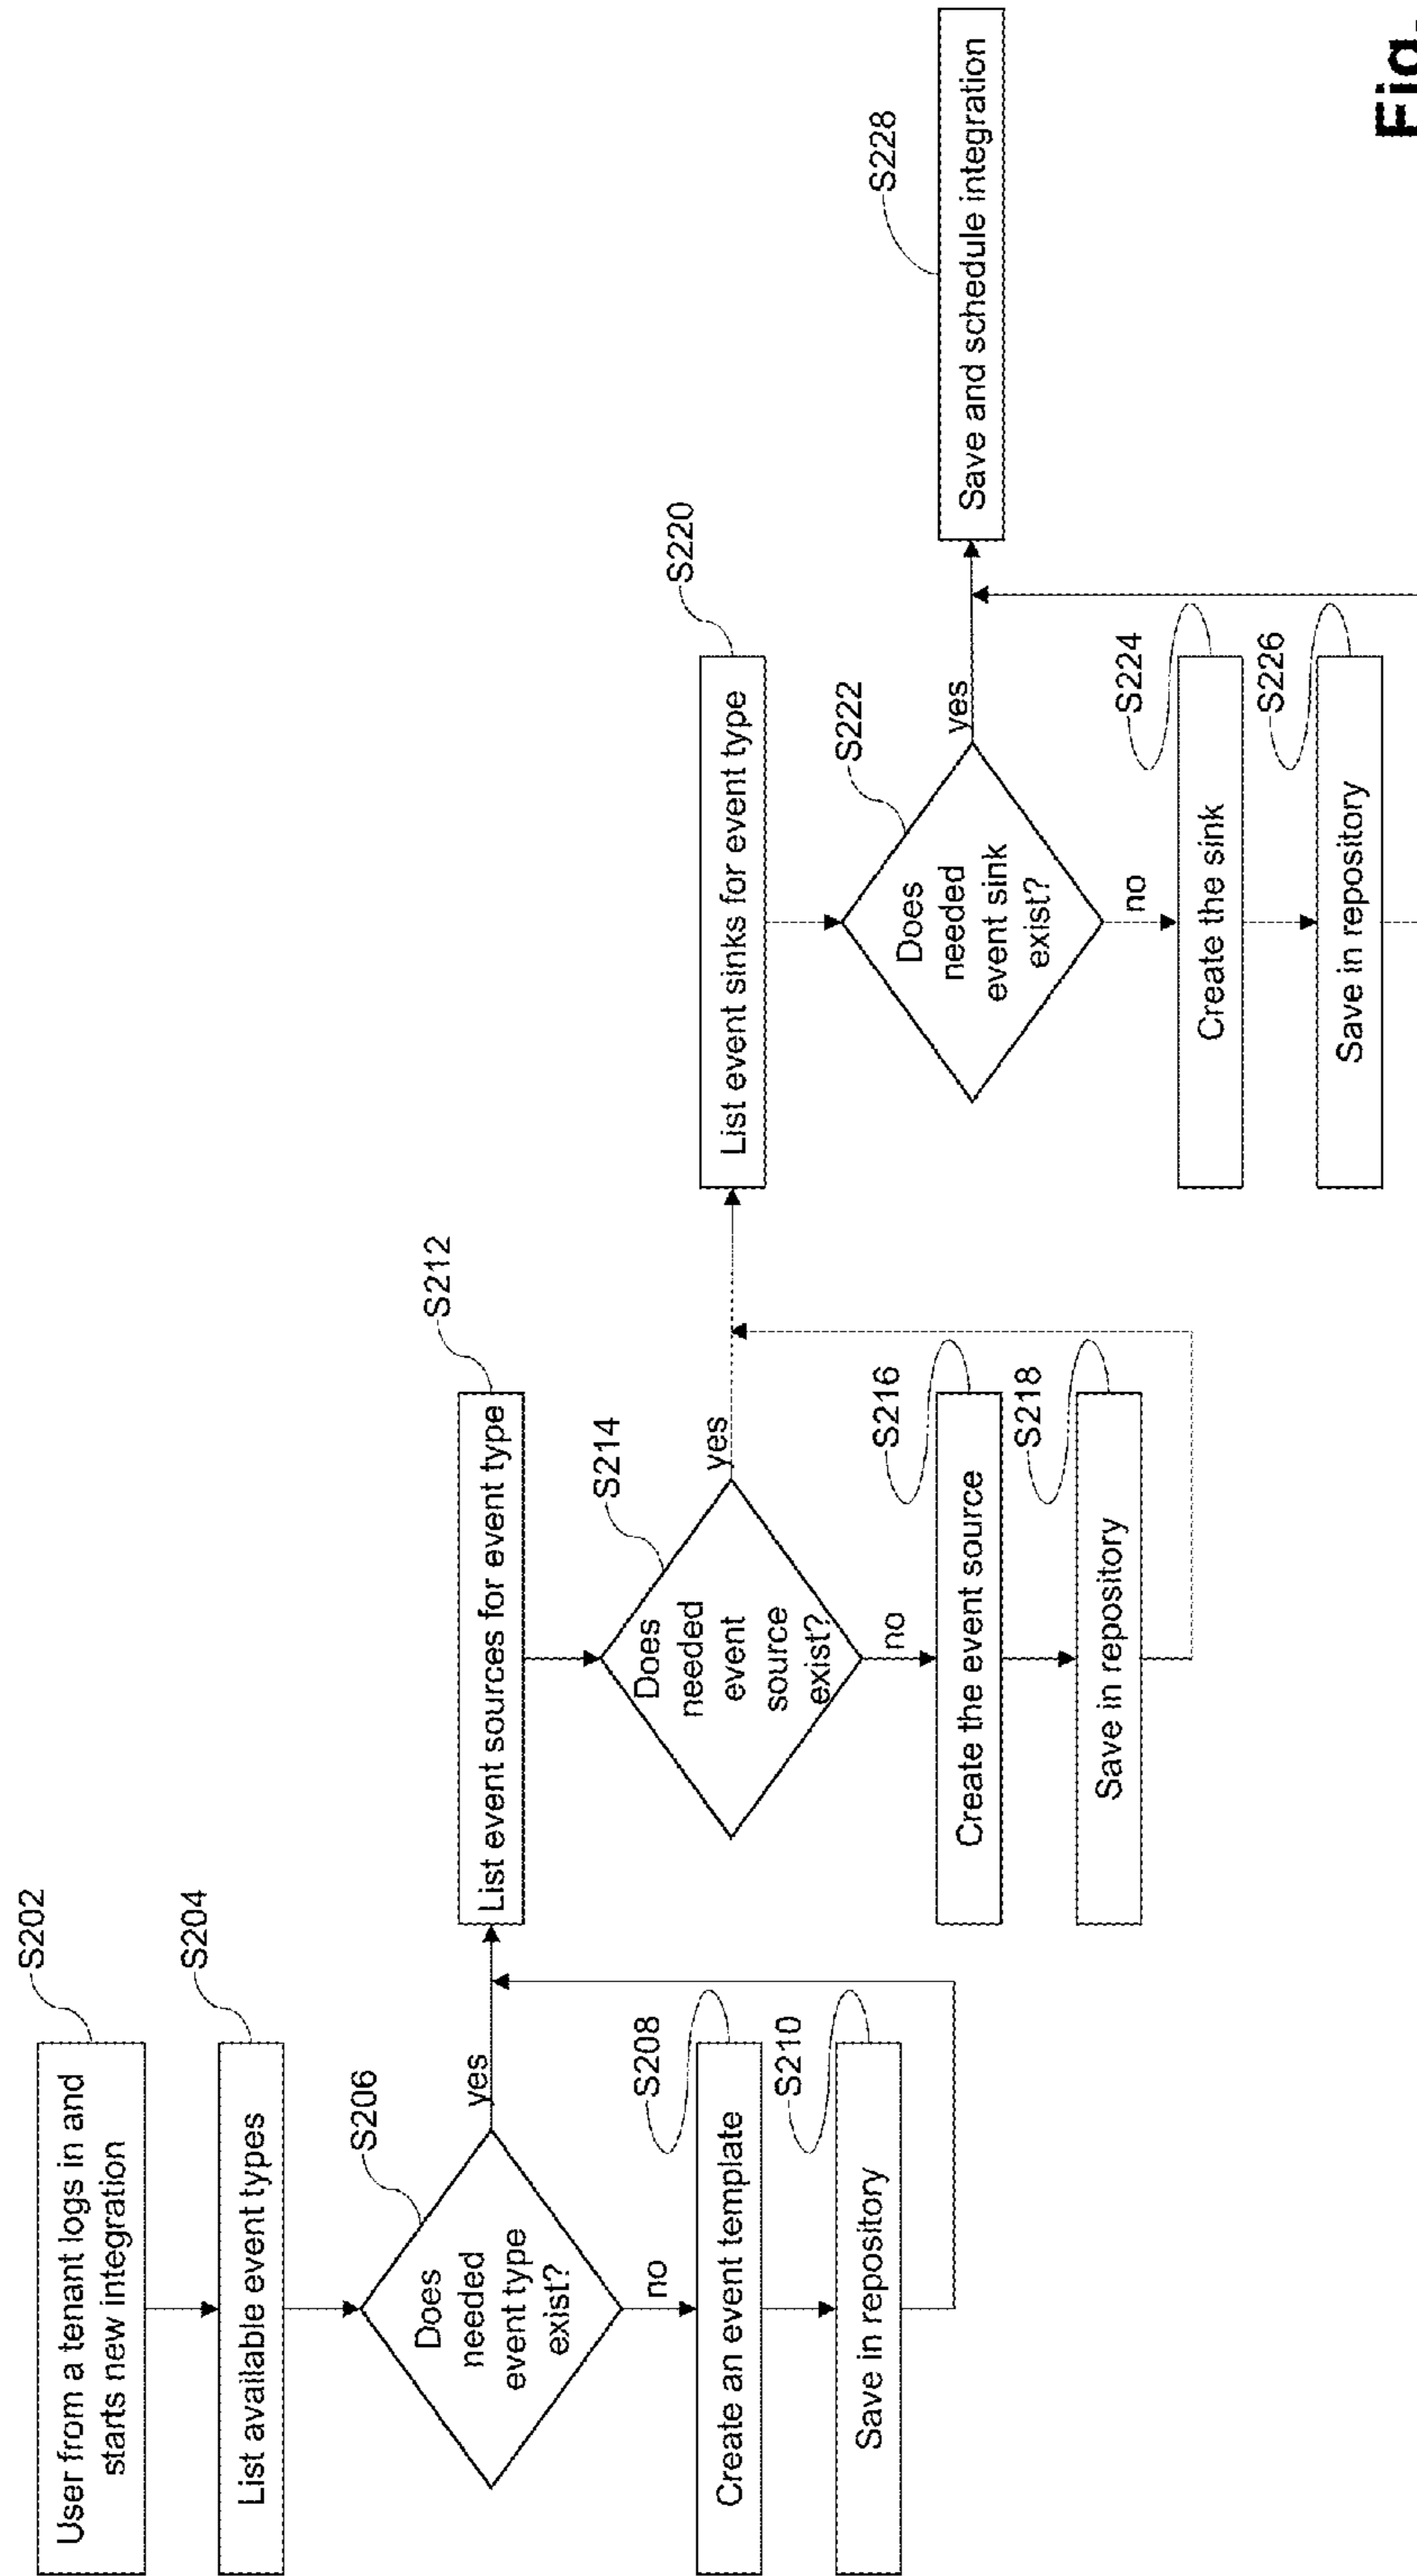 S202
User from a tenant logs in and
starts new integration
S204
List available event types
S206
Does
needed
event type
exist?
yes
no
S208
Create an event template
S210
Save in repository
S212
List event sources for event type
S214
Does
needed
event
source
exist?
yes
no
S216
Create the event source
S218
Save in repository
S220
List event sinks for event type
S222
Does
needed
event sink
exist?
yes
no
S224
Create the sink
S226
Save in repository
S228
Save and schedule integration
Fig.